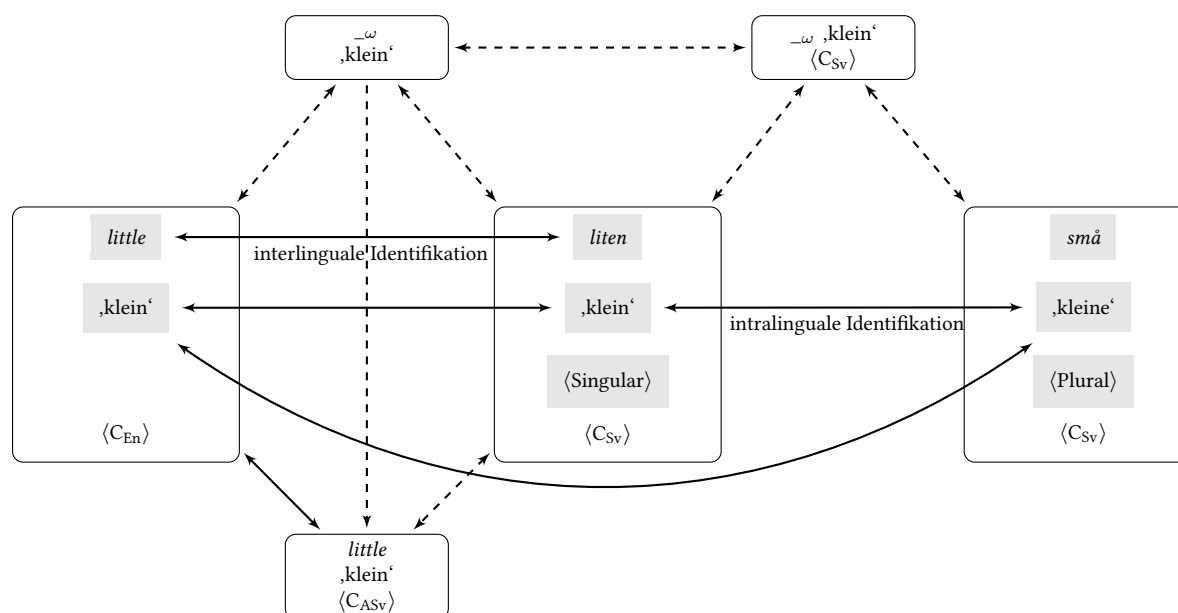 _ω
‚klein‘
_ω ‚klein‘
⟨C_Sv⟩
little
liten
små
interlinguale Identifikation
‚klein‘
‚klein‘
‚kleine‘
intralinguale Identifikation
⟨Singular⟩
⟨Plural⟩
⟨C_En⟩
⟨C_Sv⟩
⟨C_Sv⟩
little
‚klein‘
⟨C_ASv⟩